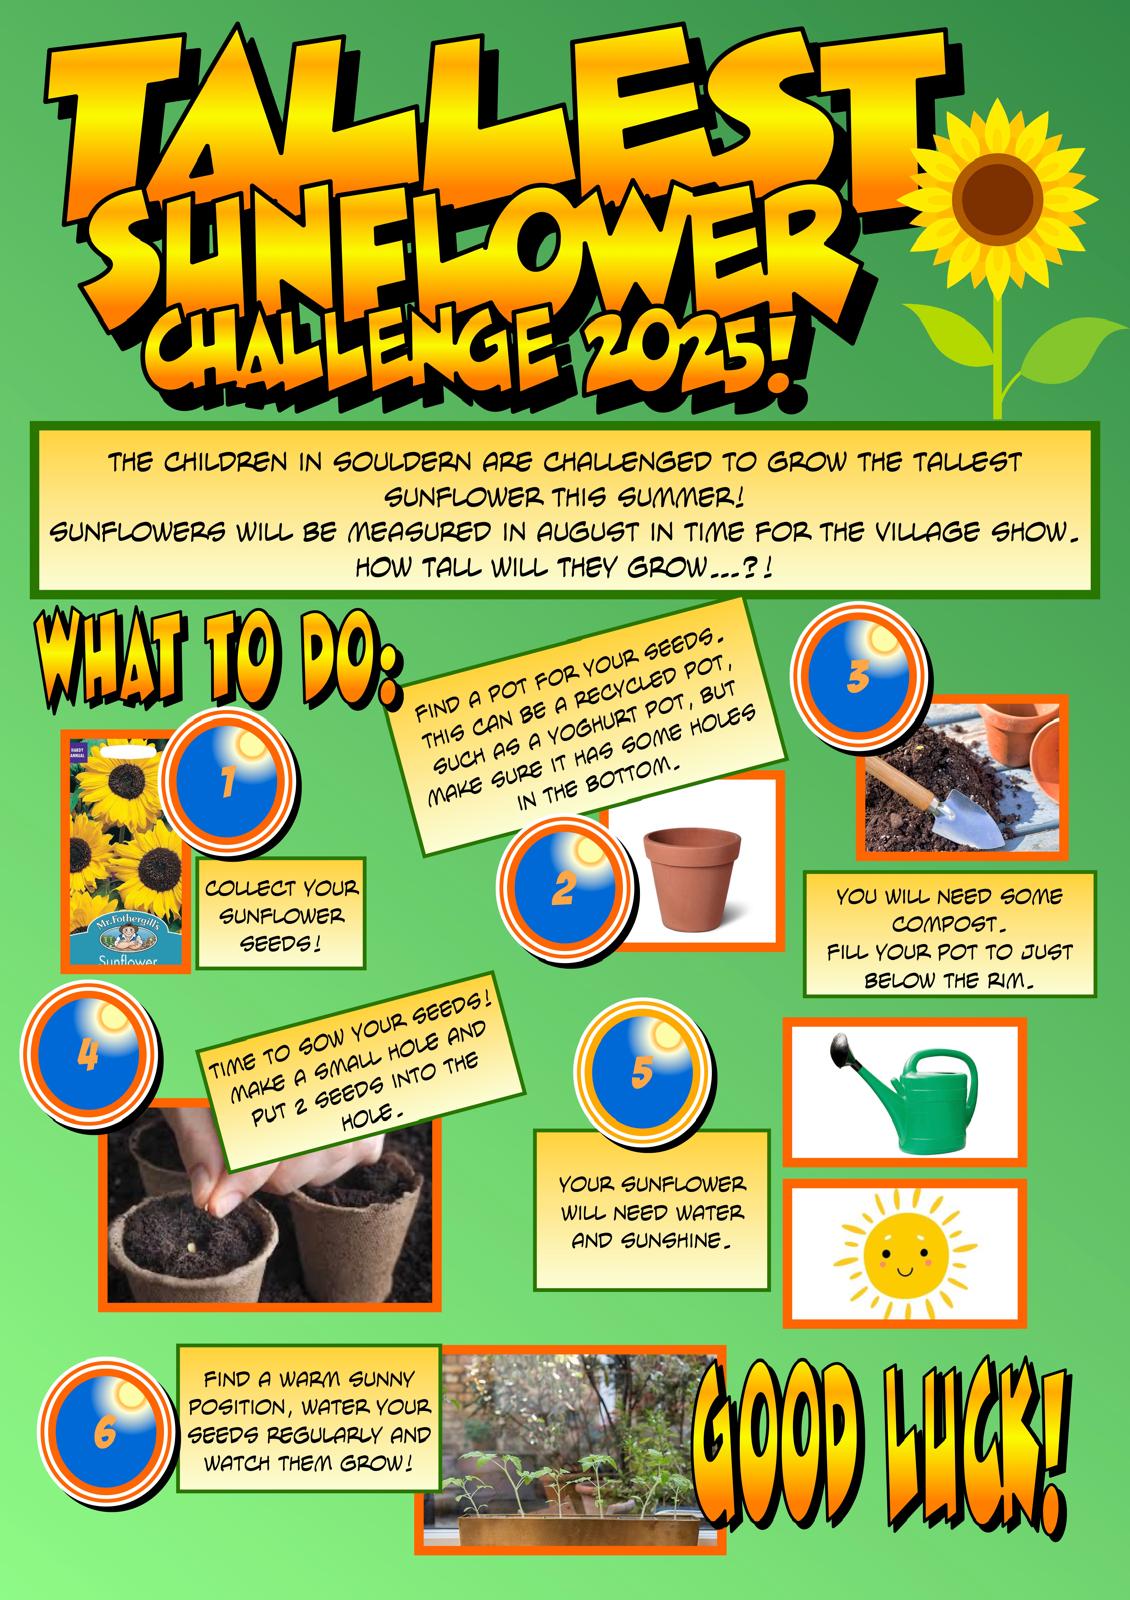 TALLEST
SUNFLOWER
CHALLENGE 2025!
THE CHILDREN IN SOULDERN ARE CHALLENGED TO GROW THE TALLEST
SUNFLOWER THIS SUMMER!
SUNFLOWERS WILL BE MEASURED IN AUGUST IN TIME FOR THE VILLAGE SHOW.
HOW TALL WILL THEY GROW...?!
WHAT TO DO:
1
HARDY
ANNUAL
Mr.Fothergill's
Sunflower
COLLECT YOUR
SUNFLOWER
SEEDS!
FIND A POT FOR YOUR SEEDS.
THIS CAN BE A RECYCLED POT,
SUCH AS A YOGHURT POT, BUT
MAKE SURE IT HAS SOME HOLES
IN THE BOTTOM.
2
3
YOU WILL NEED SOME
COMPOST.
FILL YOUR POT TO JUST
BELOW THE RIM.
4
TIME TO SOW YOUR SEEDS!
MAKE A SMALL HOLE AND
PUT 2 SEEDS INTO THE
HOLE.
5
YOUR SUNFLOWER
WILL NEED WATER
AND SUNSHINE.
6
FIND A WARM SUNNY
POSITION, WATER YOUR
SEEDS REGULARLY AND
WATCH THEM GROW!
GOOD LUCK!